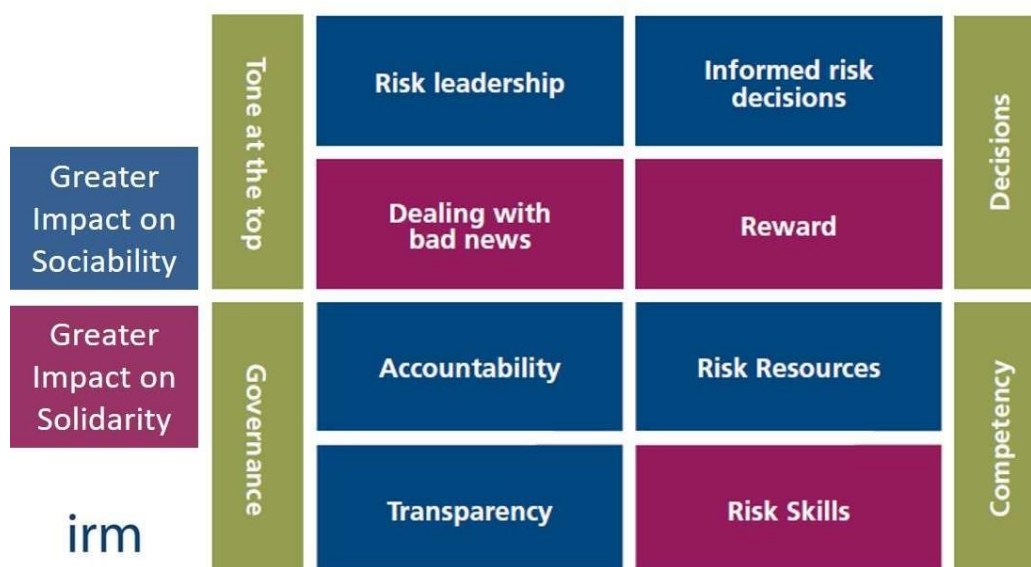 Tone at the top
Risk leadership
Informed risk
decisions
Decisions
Greater
Impact on
Sociability
Dealing with
bad news
Reward
Greater
Impact on
Solidarity
Governance
Accountability
Risk Resources
Competency
Transparency
Risk Skills
irm